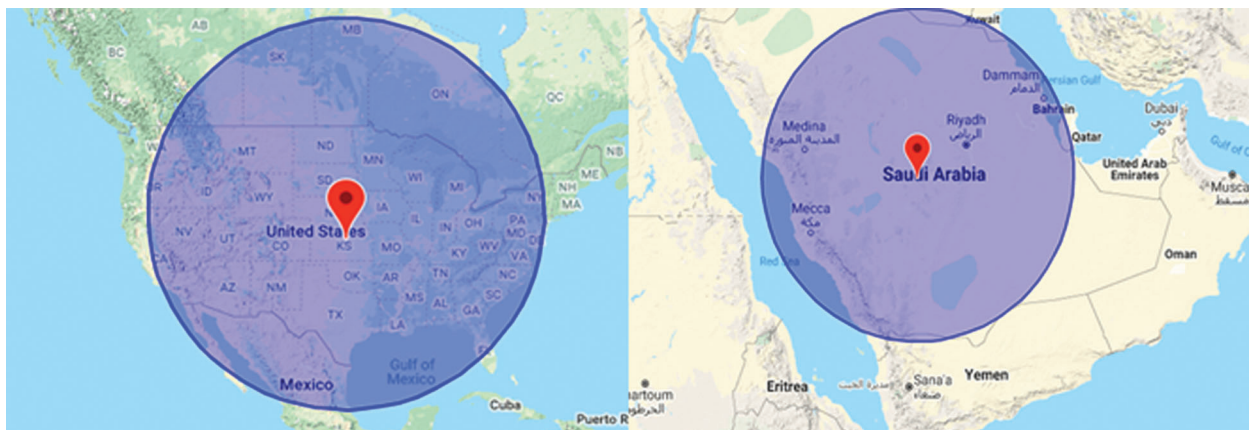 AB
BC
SK
MB
ON
QC
NB
WA
MT
ND
MN
OR
ID
WY
SD
WI
MI
ME
NH
MA
NY
NV
UT
CO
United States
KS
IA
IL
IN
OH
PA
MD
MO
KY
WV
VA
CA
AZ
NM
OK
AR
TN
NC
TX
LA
MS
AL
GA
SC
Gulf of
Mexico
Mexico
Cuba
Puerto R
Kuwait
Dammam
الدمام
Persian Gulf
Bahrain
Qatar
Dubai
دبي
Gulf of O
Medina
المدينة المنورة
Riyadh
الرياض
Saudi Arabia
United Arab
Emirates
Musca
مسقط
Mecca
مكة
Red Sea
Oman
Yemen
Sana'a
صنعاء
Eritrea
artoum
الخرطوم